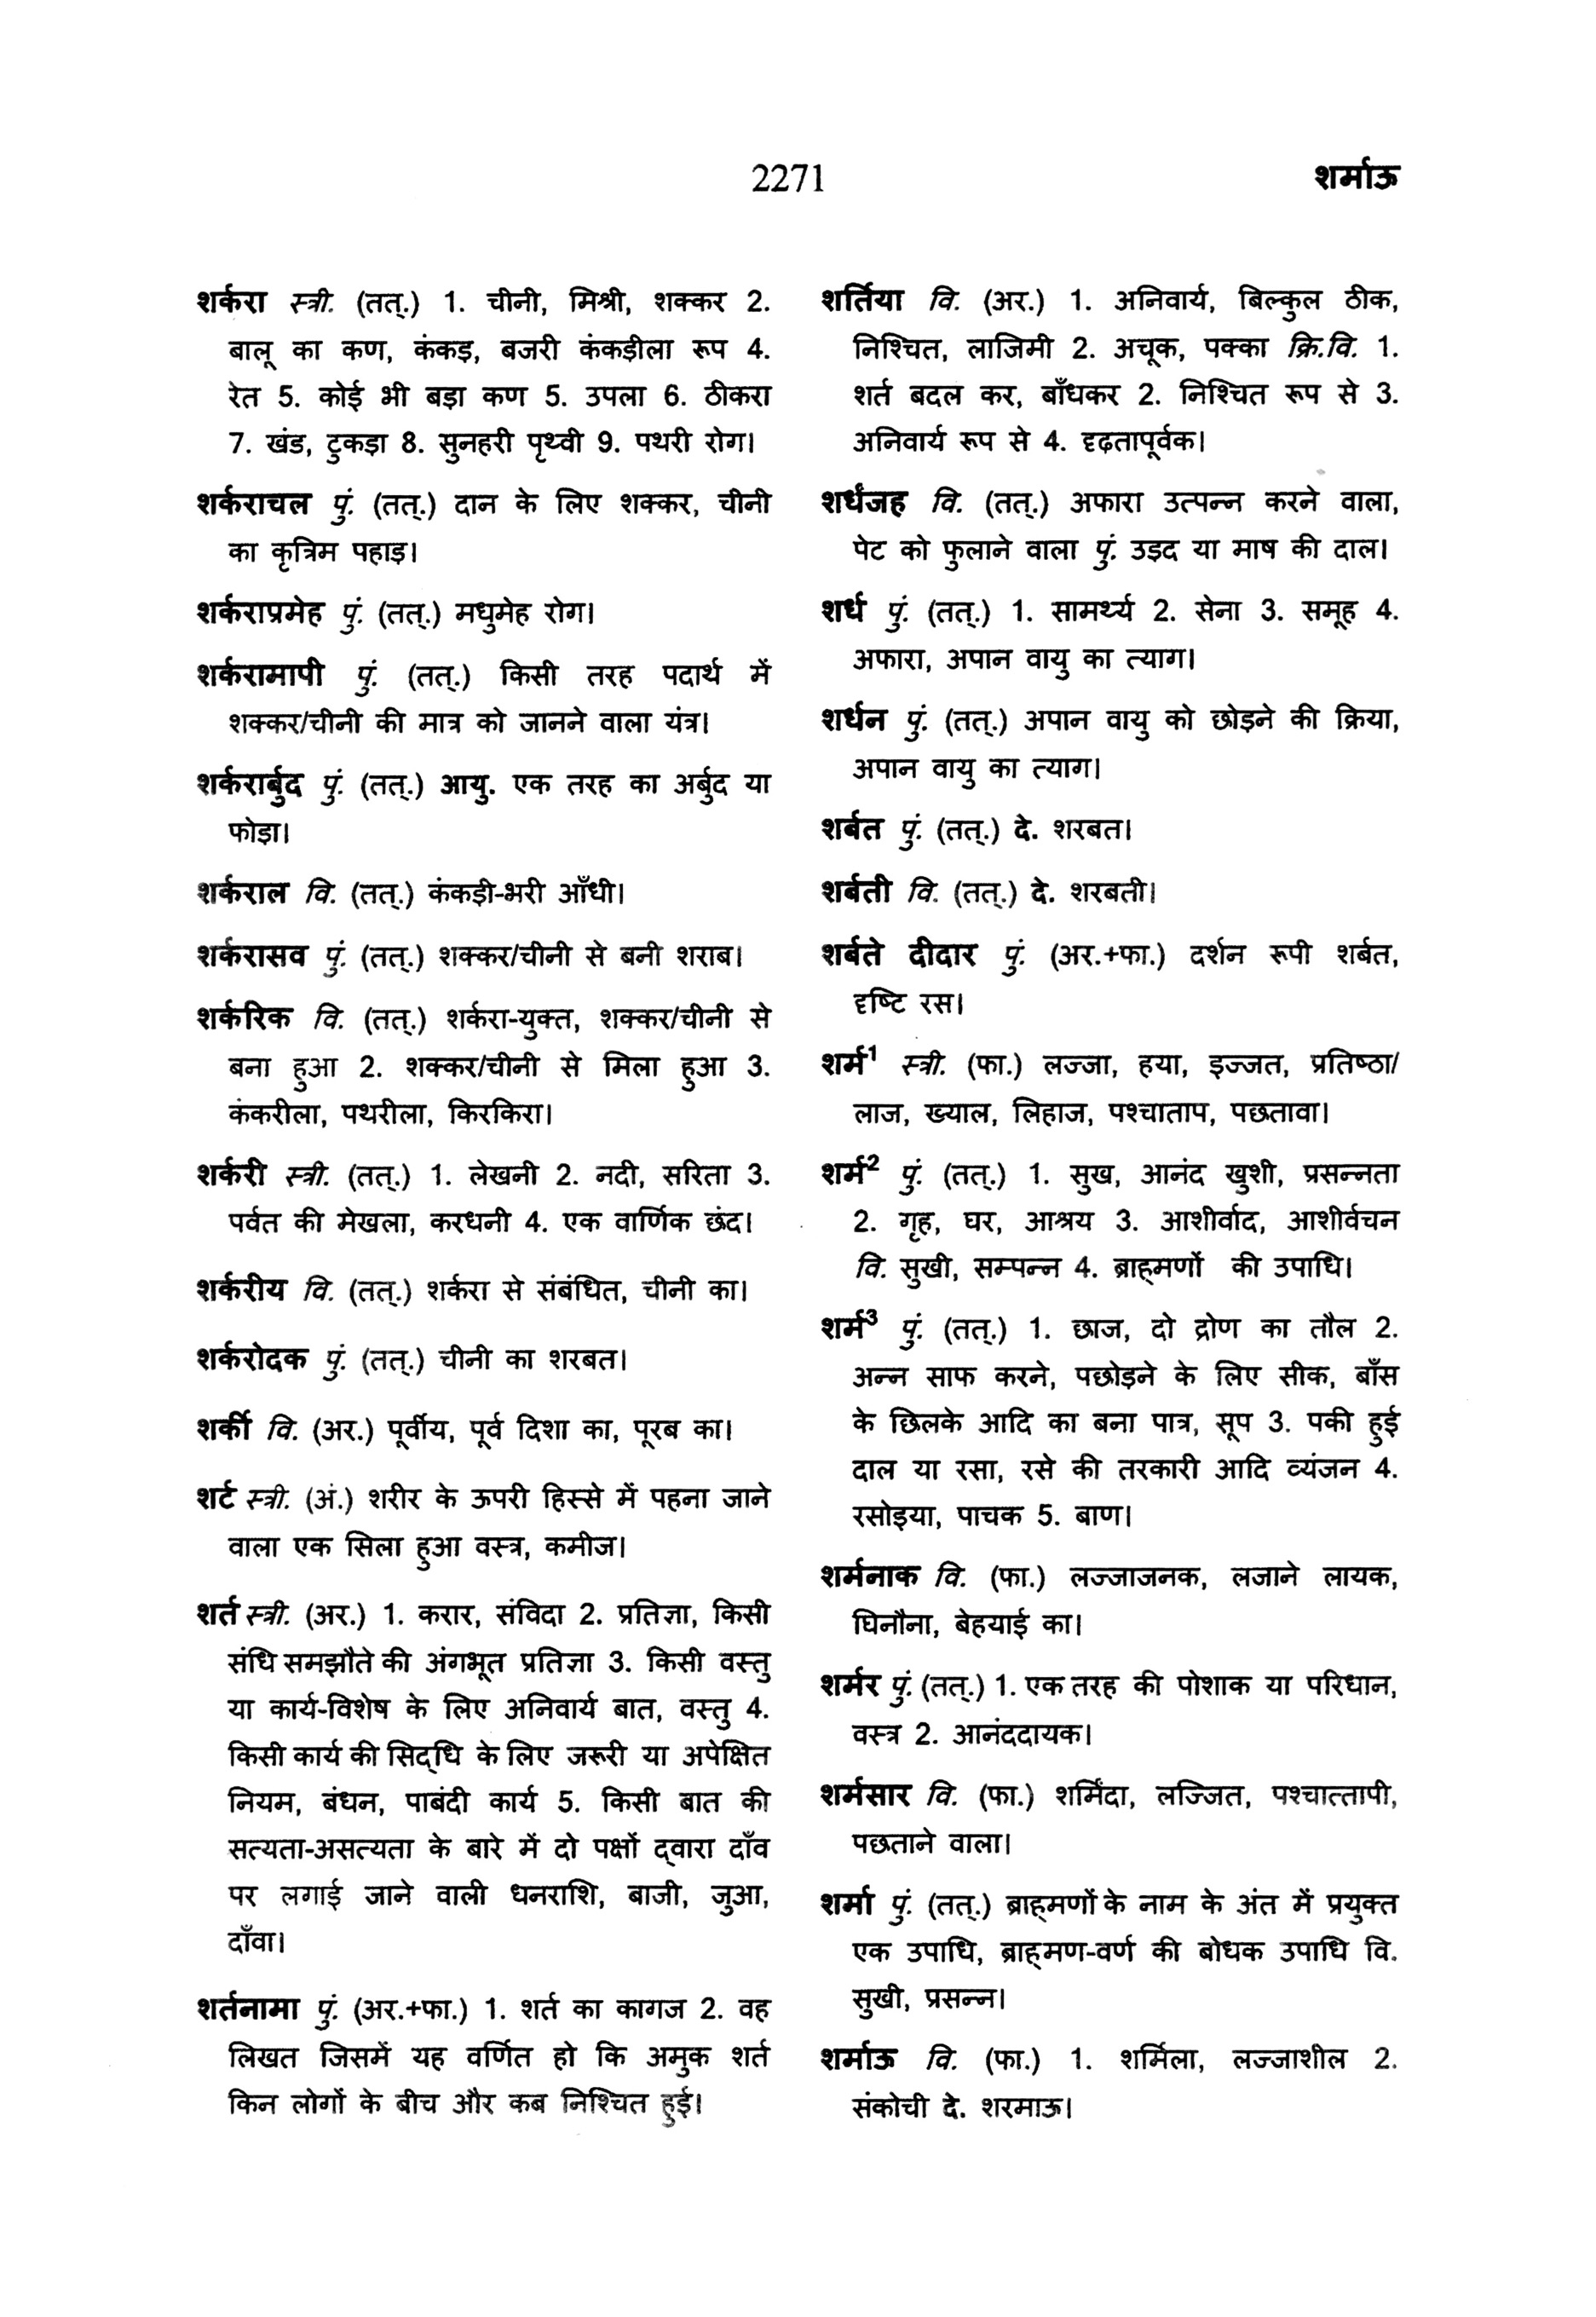 2271
शर्माऊ
शर्करा स्त्री. (तत्.) 1. चीनी, मिश्री, शक्कर 2.
बालू का कण, कंकड़, बजरी कंकड़ीला रूप 4.
रेत 5. कोई भी बड़ा कण 5. उपला 6. ठीकरा
7. खंड, टुकड़ा 8. सुनहरी पृथ्वी 9. पथरी रोग।
शर्कराचल पुं. (तत्.) दान के लिए शक्कर, चीनी
का कृत्रिम पहाड़।
शर्कराप्रमेह पुं. (तत्.) मधुमेह रोग।
शर्करामापी पुं. (तत्.) किसी तरह पदार्थ में
शक्कर/चीनी की मात्र को जानने वाला यंत्र।
शर्करार्बुद पुं. (तत्.) आयु. एक तरह का अर्बुद या
फोड़ा।
शर्कराल वि. (तत्.) कंकड़ी-भरी आँधी।
शर्करासव पुं. (तत्.) शक्कर/चीनी से बनी शराब।
शर्करिक वि. (तत्.) शर्करा-युक्त, शक्कर/चीनी से
बना हुआ 2. शक्कर/चीनी से मिला हुआ 3.
कंकरीला, पथरीला, किरकिरा।
शर्करी स्त्री. (तत्.) 1. लेखनी 2. नदी, सरिता 3.
पर्वत की मेखला, करधनी 4. एक वार्णिक छंद।
शर्करीय वि. (तत्.) शर्करा से संबंधित, चीनी का।
शर्करोदक पुं. (तत्.) चीनी का शरबत।
शर्की वि. (अर.) पूर्वीय, पूर्व दिशा का, पूरब का।
शर्ट स्त्री. (अं.) शरीर के ऊपरी हिस्से में पहना जाने
वाला एक सिला हुआ वस्त्र, कमीज।
शर्त स्त्री. (अर.) 1. करार, संविदा 2. प्रतिज्ञा, किसी
संधि समझौते की अंगभूत प्रतिज्ञा 3. किसी वस्तु
या कार्य-विशेष के लिए अनिवार्य बात, वस्तु 4.
किसी कार्य की सिद्‌धि के लिए जरूरी या अपेक्षित
नियम, बंधन, पाबंदी कार्य 5. किसी बात की
सत्यता-असत्यता के बारे में दो पक्षों द्‌वारा दाँव
पर लगाई जाने वाली धनराशि, बाजी, जुआ,
दाँवा।
शर्तनामा पुं. (अर.+फा.) 1. शर्त का कागज 2. वह
लिखत जिसमें यह वर्णित हो कि अमुक शर्त
किन लोगों के बीच और कब निश्चित हुई।
शर्तिया वि. (अर.) 1. अनिवार्य, बिल्कुल ठीक,
निश्चित, लाजिमी 2. अचूक, पक्का क्रि.वि. 1.
शर्त बदल कर, बाँधकर 2. निश्चित रूप से 3.
अनिवार्य रूप से 4. दृढ़तापूर्वक।
शर्धंजह वि. (तत्.) अफारा उत्पन्न करने वाला,
पेट को फुलाने वाला पुं. उड़द या माष की दाल।
शर्ध पुं. (तत्.) 1. सामर्थ्य 2. सेना 3. समूह 4.
अफारा, अपान वायु का त्याग।
शर्धन पुं. (तत्.) अपान वायु को छोड़ने की क्रिया,
अपान वायु का त्याग।
शर्बत पुं. (तत्.) दे. शरबत।
शर्बती वि. (तत्.) दे. शरबती।
शर्बते दीदार पुं. (अर.+फा.) दर्शन रूपी शर्बत,
दृष्टि रस।
शर्म¹ स्त्री. (फा.) लज्जा, हया, इज्जत, प्रतिष्ठा/
लाज, ख्याल, लिहाज, पश्चाताप, पछतावा।
शर्म² पुं. (तत्.) 1. सुख, आनंद खुशी, प्रसन्नता
2. गृह, घर, आश्रय 3. आशीर्वाद, आशीर्वचन
वि. सुखी, सम्पन्न 4. ब्राह्‌मणों की उपाधि।
शर्म³ पुं. (तत्.) 1. छाज, दो द्रोण का तौल 2.
अन्न साफ करने, पछोड़ने के लिए सीक, बाँस
के छिलके आदि का बना पात्र, सूप 3. पकी हुई
दाल या रसा, रसे की तरकारी आदि व्यंजन 4.
रसोइया, पाचक 5. बाण।
शर्मनाक वि. (फा.) लज्जाजनक, लजाने लायक,
घिनौना, बेहयाई का।
शर्मर पुं. (तत्.) 1. एक तरह की पोशाक या परिधान,
वस्त्र 2. आनंददायक।
शर्मसार वि. (फा.) शर्मिंदा, लज्जित, पश्चात्तापी,
पछताने वाला।
शर्मा पुं. (तत्.) ब्राह्‌मणों के नाम के अंत में प्रयुक्त
एक उपाधि, ब्राह्‌मण-वर्ण की बोधक उपाधि वि.
सुखी, प्रसन्न।
शर्माऊ वि. (फा.) 1. शर्मिला, लज्जाशील 2.
संकोची दे. शरमाऊ।